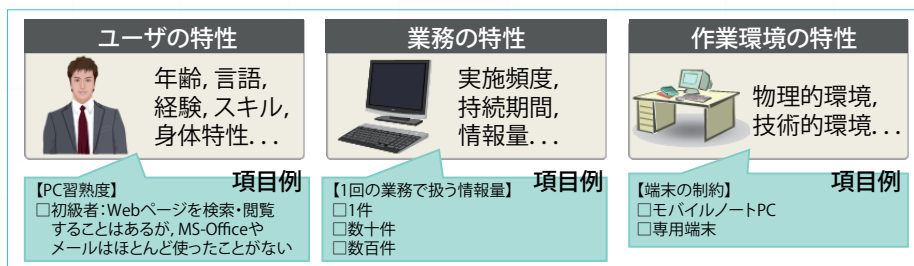 ユーザの特性
年齢, 言語,
経験, スキル,
身体特性. . .
項目例
【PC習熟度】
□初級者：Webページを検索・閲覧
することはあるが, MS-Officeや
メールはほとんど使ったことがない
業務の特性
実施頻度,
持続期間,
情報量. . .
項目例
【1回の業務で扱う情報量】
□1件
□数十件
□数百件
作業環境の特性
物理的環境,
技術的環境. . .
項目例
【端末の制約】
□モバイルノートPC
□専用端末